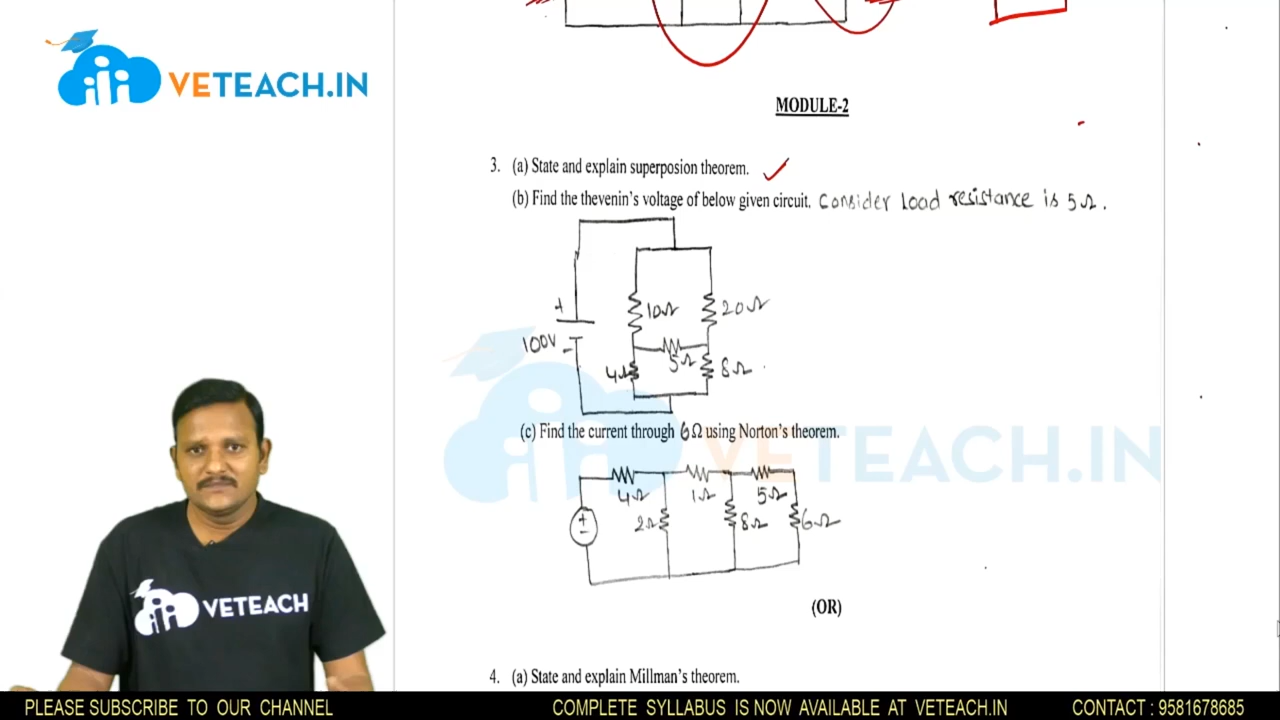 VETEACH.IN
MODULE-2
3. (a) State and explain superposion theorem.
(b) Find the thevenin's voltage of below given circuit. Consider Load resistance is 5Ω.
10Ω
20Ω
+
100V
-
5Ω
4Ω
8Ω
(c) Find the current through 6Ω using Norton's theorem.
VETEACH.IN
4Ω
1Ω
5Ω
+
-
2Ω
8Ω
6Ω
VETEACH
(OR)
4. (a) State and explain Millman's theorem.
PLEASE SUBSCRIBE TO OUR CHANNEL
COMPLETE SYLLABUS IS NOW AVAILABLE AT VETEACH.IN
CONTACT : 9581678685